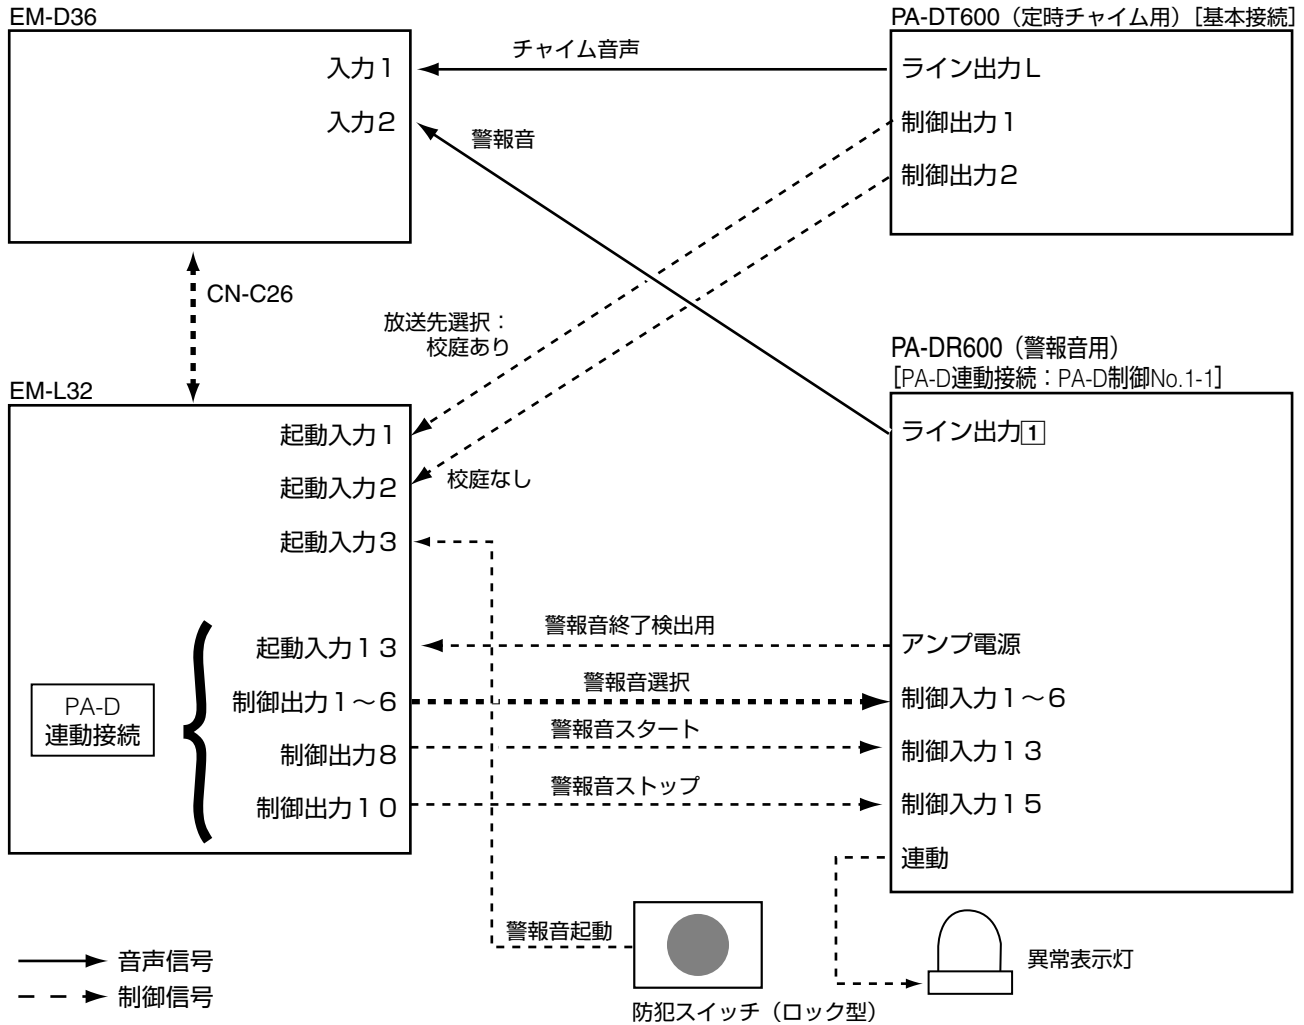 EM-D36
PA-DT600（定時チャイム用）[基本接続]
入力１
チャイム音声
ライン出力Ｌ
入力２
警報音
制御出力１
制御出力２
CN-C26
放送先選択：
校庭あり
PA-DR600（警報音用）
[PA-D連動接続：PA-D制御No.1-1]
EM-L32
起動入力１
ライン出力1
起動入力２
校庭なし
起動入力３
警報音終了検出用
起動入力１３
アンプ電源
警報音選択
制御出力１〜６
制御入力１〜６
PA-D
連動接続
警報音スタート
制御出力８
制御入力１３
警報音ストップ
制御出力１０
制御入力１５
連動
警報音起動
音声信号
制御信号
異常表示灯
防犯スイッチ（ロック型）